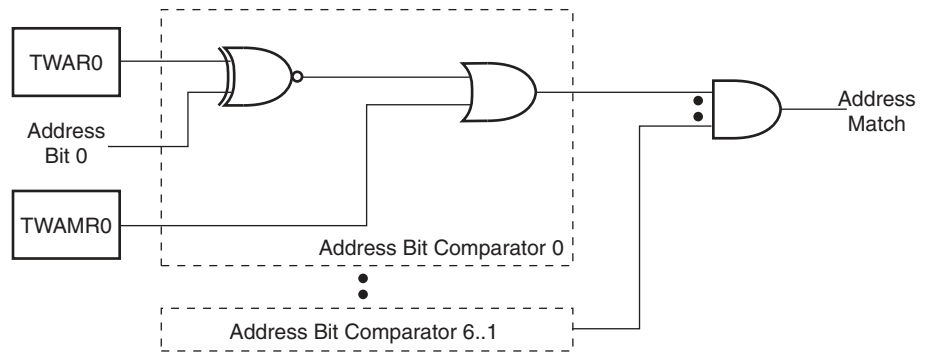 TWAR0
Address
Bit 0
TWAMR0
Address Bit Comparator 0
Address Bit Comparator 6..1
Address
Match